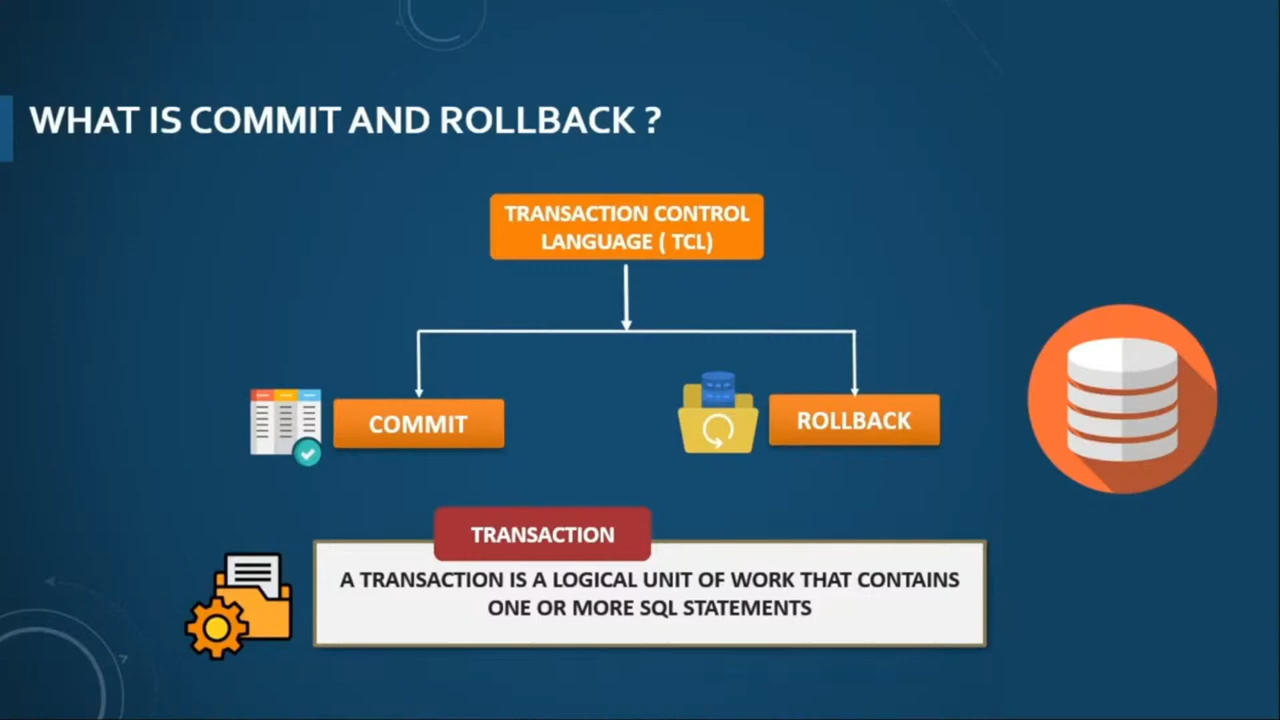 WHAT IS COMMIT AND ROLLBACK ?
TRANSACTION CONTROL
LANGUAGE ( TCL)
COMMIT
ROLLBACK
TRANSACTION
A TRANSACTION IS A LOGICAL UNIT OF WORK THAT CONTAINS
ONE OR MORE SQL STATEMENTS